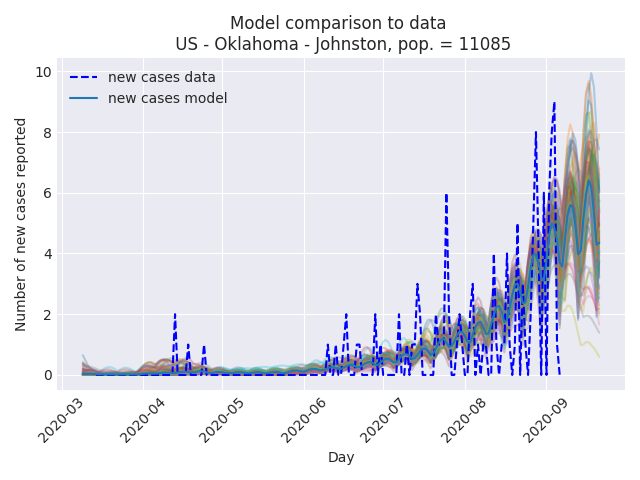 Model comparison to data
US - Oklahoma - Johnston, pop. = 11085
new cases data
new cases model
Number of new cases reported
10
8
6
4
2
0
2020-03
2020-04
2020-05
2020-06
2020-07
2020-08
2020-09
Day